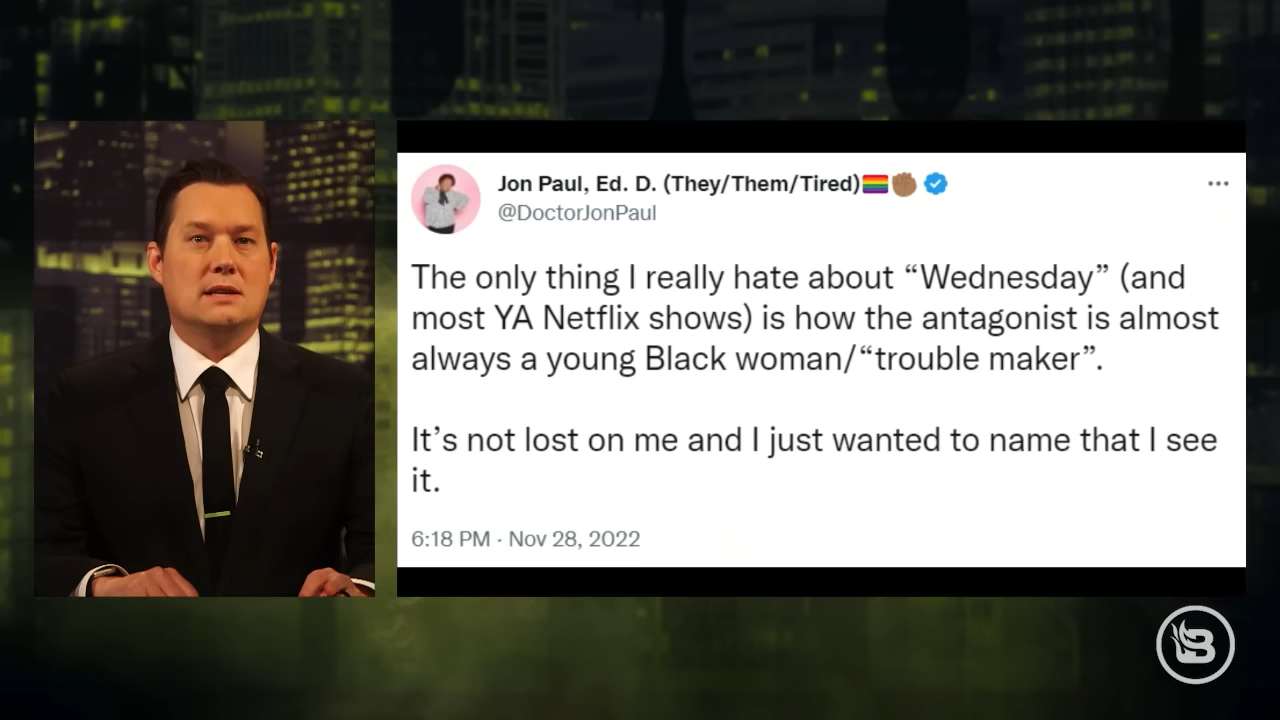 Jon Paul, Ed. D. (They/Them/Tired)🏳️‍🌈✊🏾
@DoctorJonPaul
The only thing I really hate about “Wednesday” (and
most YA Netflix shows) is how the antagonist is almost
always a young Black woman/“trouble maker”.
It’s not lost on me and I just wanted to name that I see
it.
6:18 PM · Nov 28, 2022
B